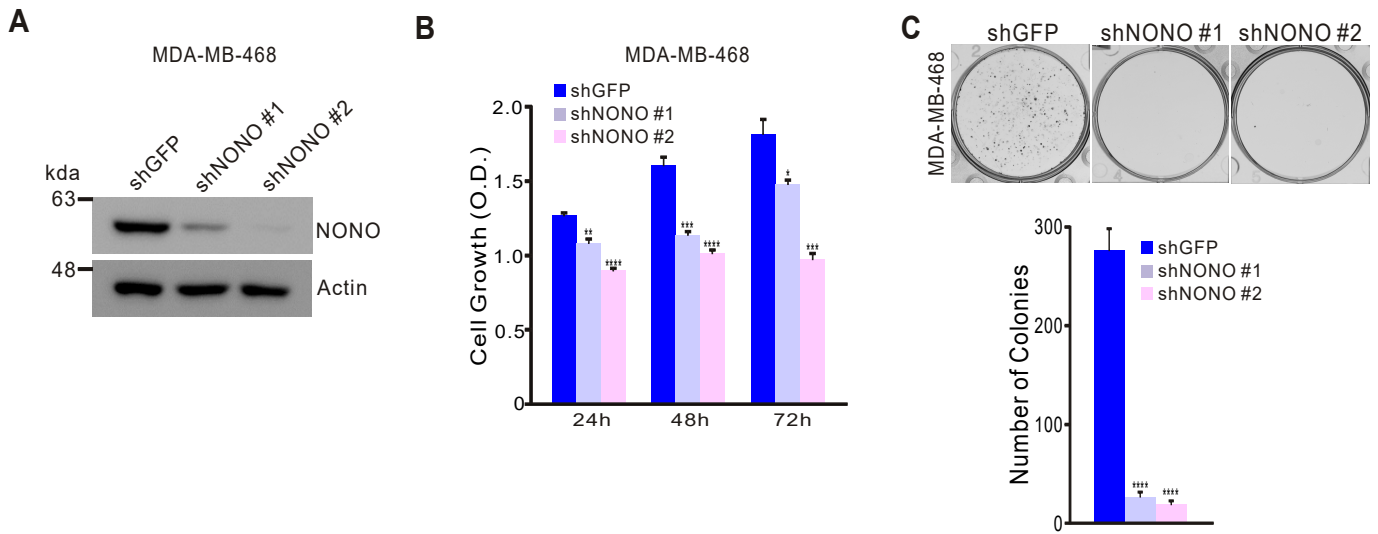 A
MDA-MB-468
shGFP
shNONO #1
shNONO #2
kda
63
NONO
48
Actin
B
MDA-MB-468
shGFP
shNONO #1
shNONO #2
Cell Growth (O.D.)
2.0
1.5
1.0
0.5
0
**
****
***
****
*
***
24h 48h 72h
C
shGFP shNONO #1 shNONO #2
MDA-MB-468
Number of Colonies
300
200
100
0
shGFP
shNONO #1
shNONO #2
**** ****